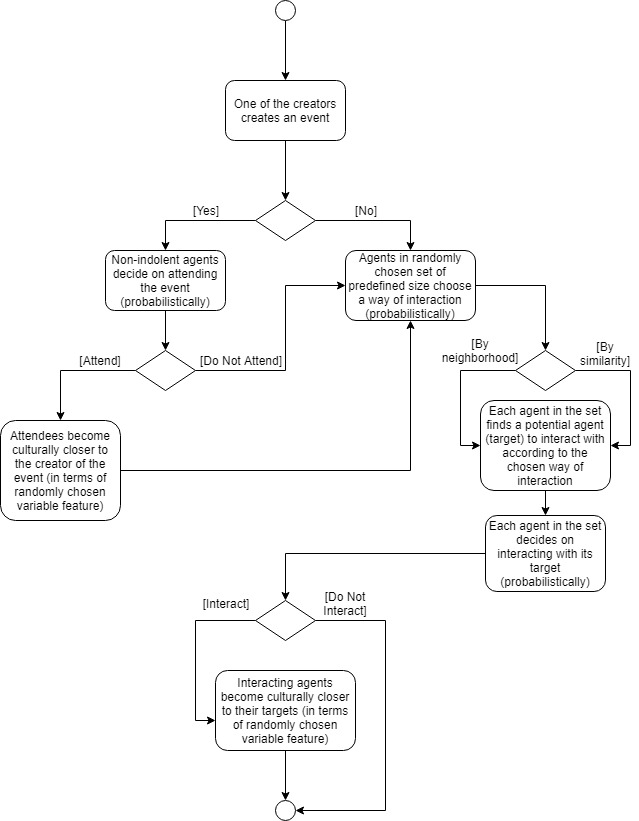 One of the creators
creates an event
[Yes]
[No]
Non-indolent agents
decide on attending
the event
(probabilistically)
Agents in randomly
chosen set of
predefined size choose
a way of interaction
(probabilistically)
[Attend]
[Do Not Attend]
[By
neighborhood]
[By
similarity]
Attendees become
culturally closer to
the creator of the
event (in terms of
randomly chosen
variable feature)
Each agent in the set
finds a potential agent
(target) to interact with
according to the
chosen way of
interaction
Each agent in the set
decides on
interacting with its
target
(probabilistically)
[Interact]
[Do Not
Interact]
Interacting agents
become culturally closer
to their targets (in terms
of randomly chosen
variable feature)